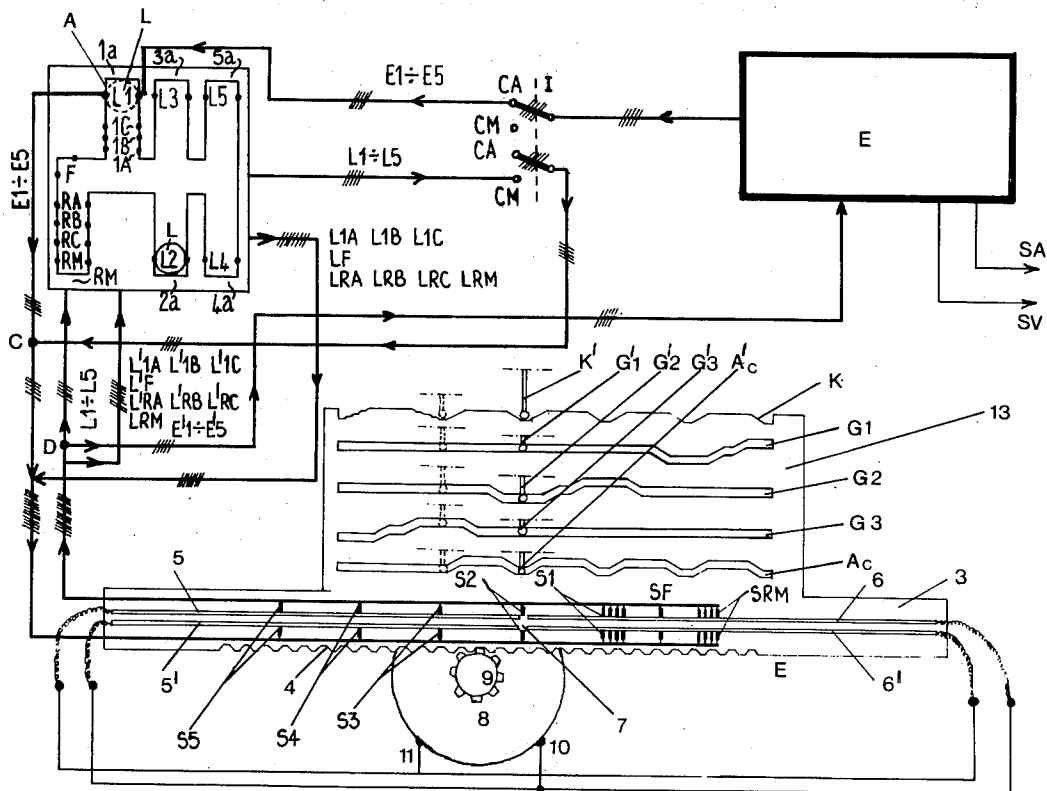 A
L
1a
3a
5a
L1
L3
L5
1C
1B
1A
F
RA
RB
RC
RM
~RM
L
L2
L4
2a
4a
E1÷E5
E1÷E5
CA
I
CM
CA
CM
L1÷L5
E
SA
SV
L1A L1B L1C
LF
LRA LRB LRC LRM
C
L'1A L'1B L'1C
L'F
L'RA L'RB L'RC
LRM E'1÷E'5
L1÷L5
D
K'
G'1
G'2
G'3
A'c
K
13
G1
G2
G3
Ac
S2
S1
SF
SRM
5
6
3
5'
4
6'
E
9
8
7
S5
S4
S3
11
10